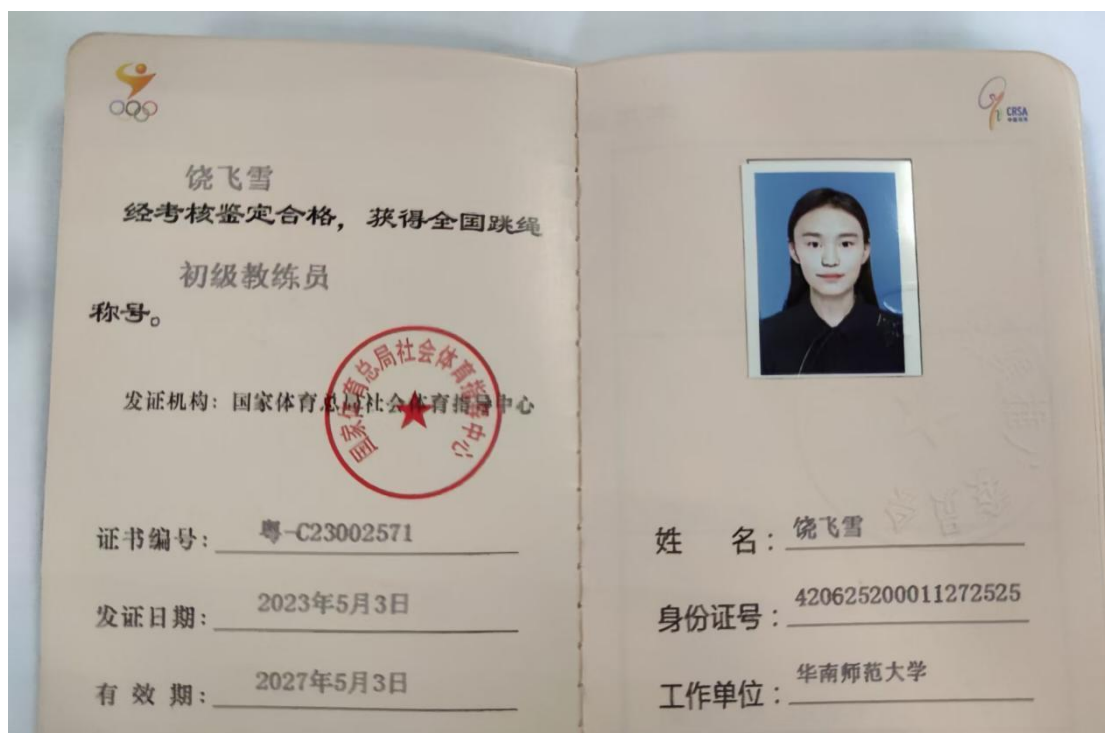 饶飞雪
经考核鉴定合格，获得全国跳绳
初级教练员
称号。
发证机构：国家体育总局社会体育指导中心
国家体育总局社会体育指导中心
证书编号：粤-C23002571
发证日期：2023年5月3日
有效期：2027年5月3日
CRSA
姓名：饶飞雪
身份证号：420625200011272525
工作单位：华南师范大学